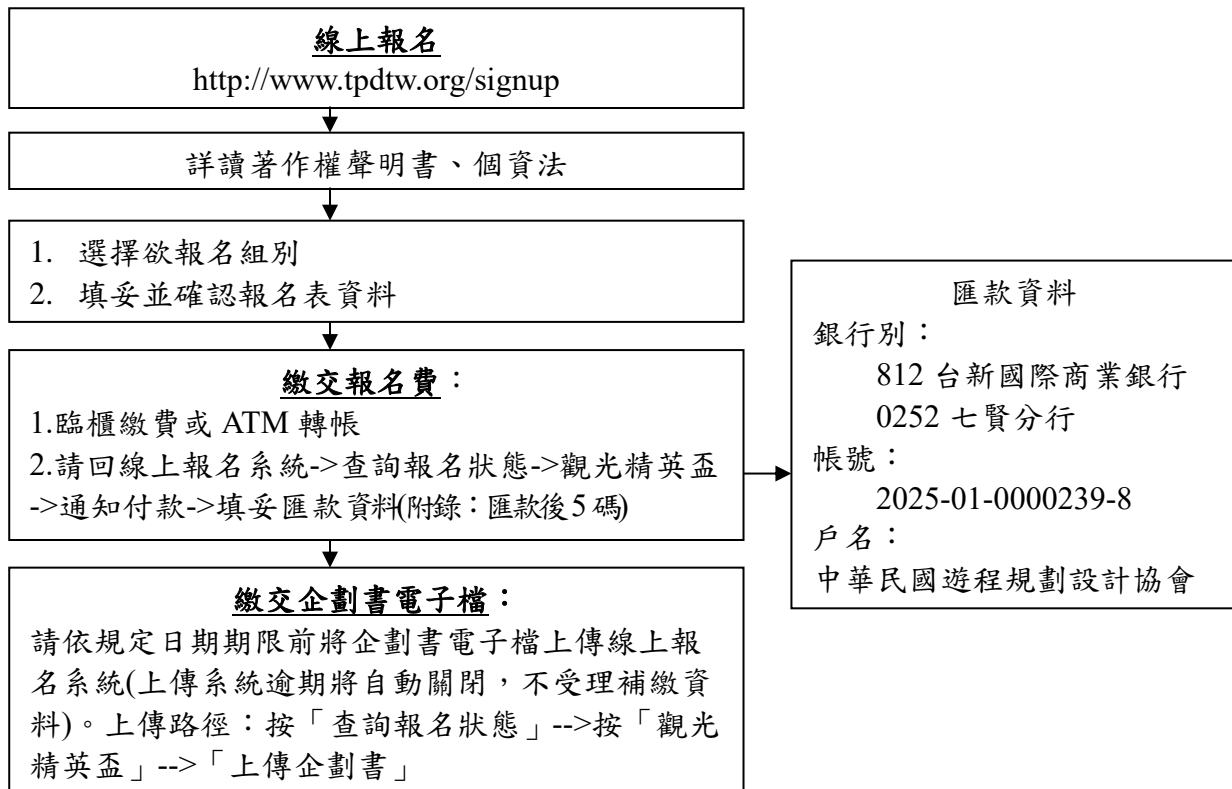 線上報名
http://www.tpdtw.org/signup
詳讀著作權聲明書、個資法
1. 選擇欲報名組別
2. 填妥並確認報名表資料
繳交報名費：
1.臨櫃繳費或 ATM 轉帳
2.請回線上報名系統->查詢報名狀態->觀光精英盃
->通知付款->填妥匯款資料(附錄：匯款後5碼)
匯款資料
銀行別：
812 台新國際商業銀行
0252 七賢分行
帳號：
2025-01-0000239-8
戶名：
中華民國遊程規劃設計協會
繳交企劃書電子檔：
請依規定日期期限前將企劃書電子檔上傳線上報
名系統(上傳系統逾期將自動關閉，不受理補繳資
料)。上傳路徑：按「查詢報名狀態」-->按「觀光
精英盃」-->「上傳企劃書」